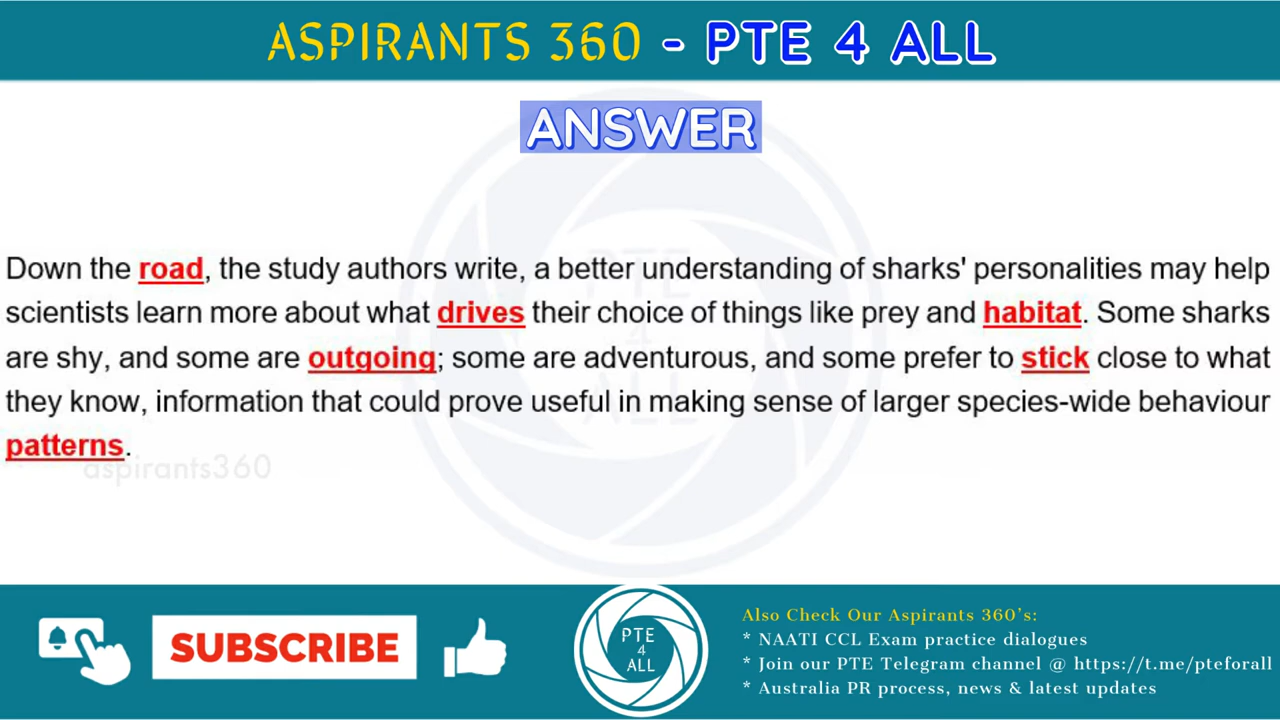 ASPIRANTS 360 - PTE 4 ALL
ANSWER
Down the road, the study authors write, a better understanding of sharks' personalities may help
scientists learn more about what drives their choice of things like prey and habitat. Some sharks
are shy, and some are outgoing; some are adventurous, and some prefer to stick close to what
they know, information that could prove useful in making sense of larger species-wide behaviour
patterns.
aspirants360
PTE
4
ALL
SUBSCRIBE
PTE
4
ALL
Also Check Our Aspirants 360's:
* NAATI CCL Exam practice dialogues
* Join our PTE Telegram channel @ https://t.me/pteforall
* Australia PR process, news & latest updates